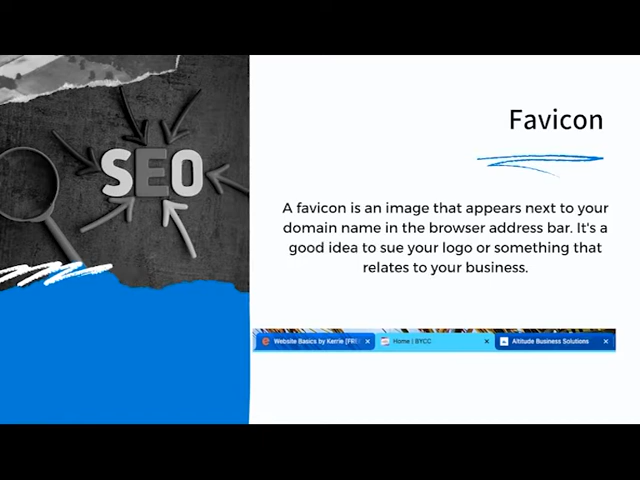 SEO
Favicon
A favicon is an image that appears next to your
domain name in the browser address bar. It's a
good idea to sue your logo or something that
relates to your business.
Website Basics by Kerrie [FRE
Home | BYCC
Altitude Business Solutions